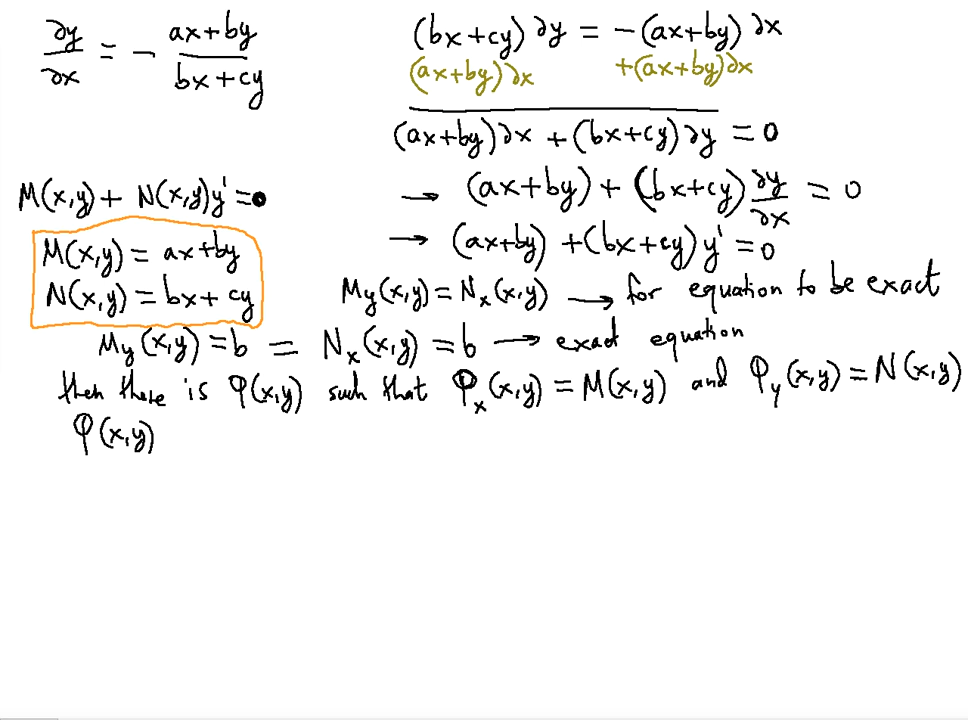 ∂y/∂x = - (ax+by)/(bx+cy)
(bx+cy) ∂y = -(ax+by) ∂x
(ax+by)∂x +(ax+by)∂x
(ax+by)∂x + (bx+cy)∂y = 0
M(x,y) + N(x,y)y' = 0
→ (ax+by) + (bx+cy) ∂y/∂x = 0
M(x,y) = ax+by
→ (ax+by) + (bx+cy) y' = 0
N(x,y) = bx + cy
My(x,y) = Nx(x,y) → for equation to be exact
My(x,y) = b = Nx(x,y) = b → exact equation
then there is φ(x,y) such that φx(x,y) = M(x,y) and φy(x,y) = N(x,y)
φ(x,y)